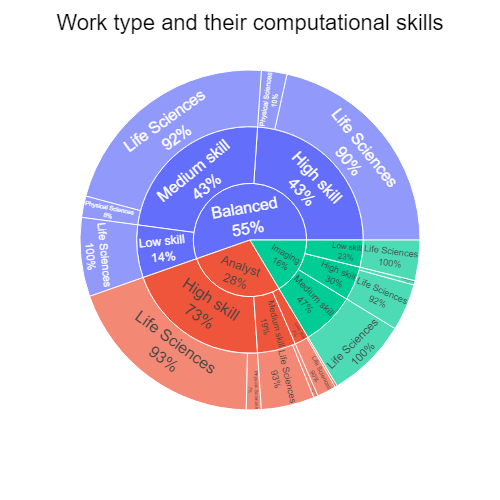 Work type and their computational skills
Balanced
55%
High skill
43%
Life Sciences
90%
Physical Sciences
10%
Medium skill
43%
Life Sciences
92%
Physical Sciences
8%
Low skill
14%
Life Sciences
100%
Analyst
28%
High skill
73%
Life Sciences
93%
Medium skill
19%
Life Sciences
93%
Life Sciences
Imaging
16%
Medium skill
47%
Life Sciences
100%
High skill
30%
Life Sciences
92%
Low skill
23%
Life Sciences
100%